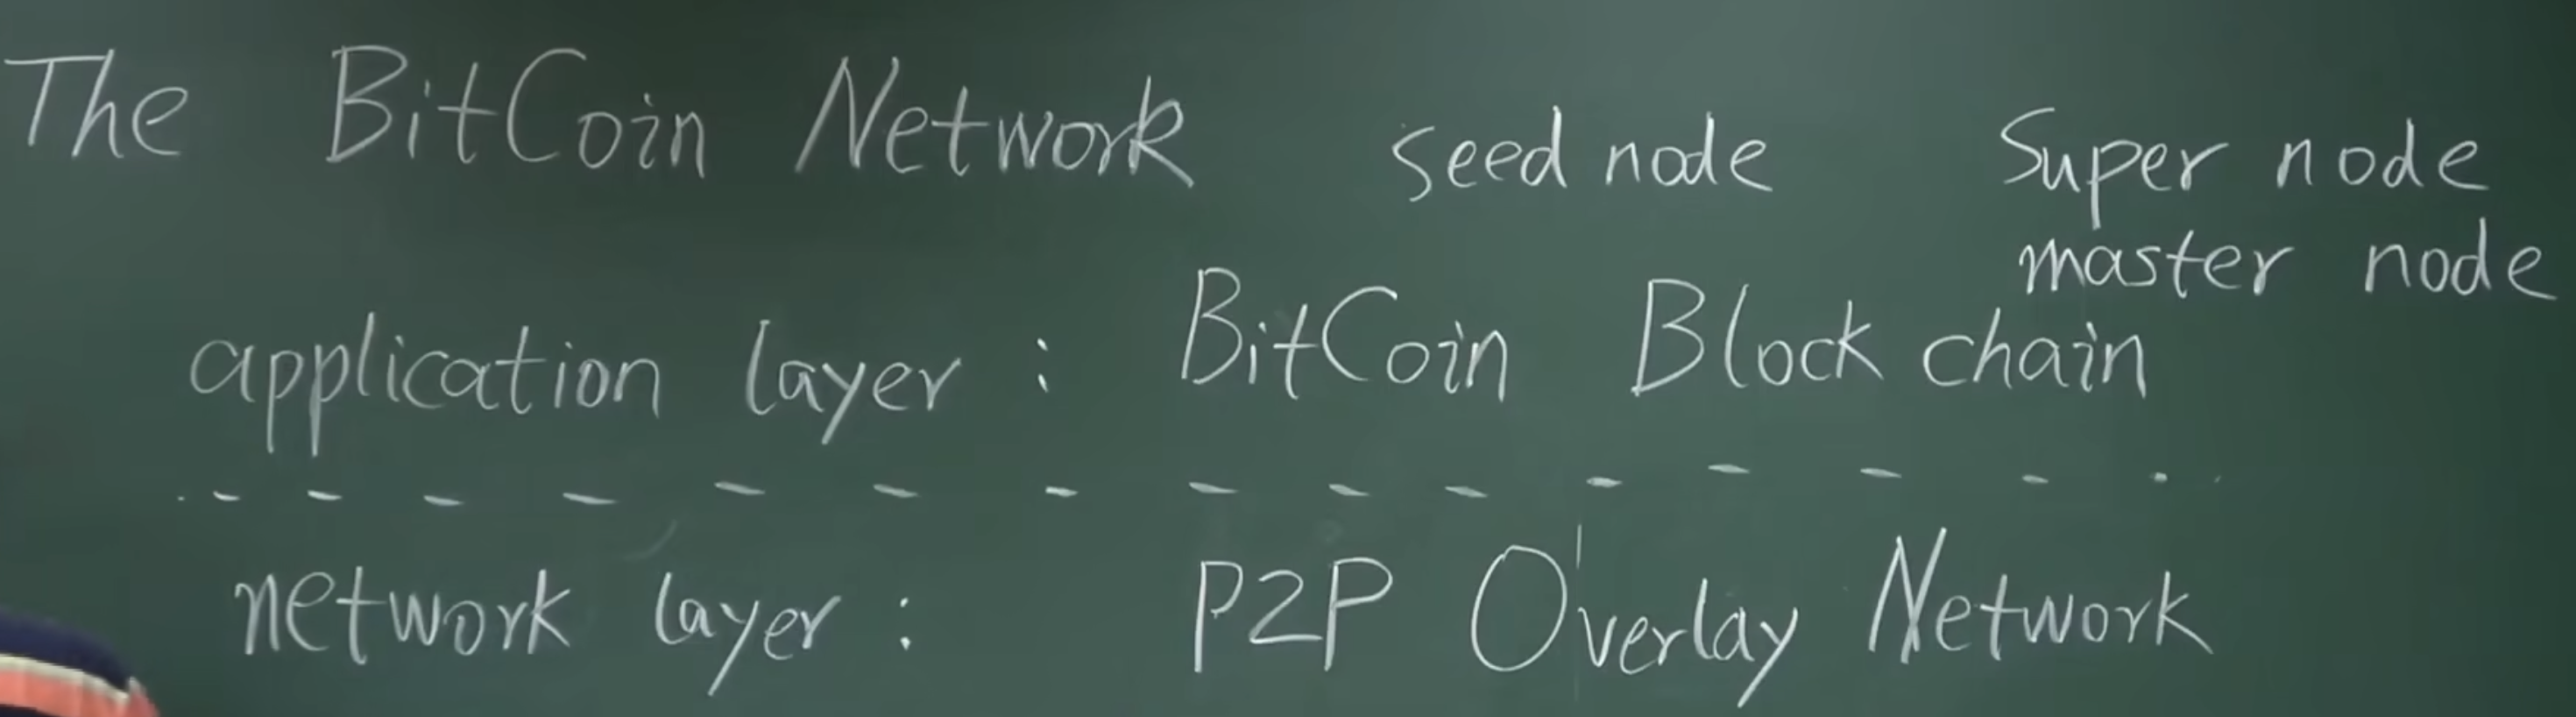 The BitCoin Network seed node Super node
master node
application layer : BitCoin Block chain
network layer : P2P Overlay Network